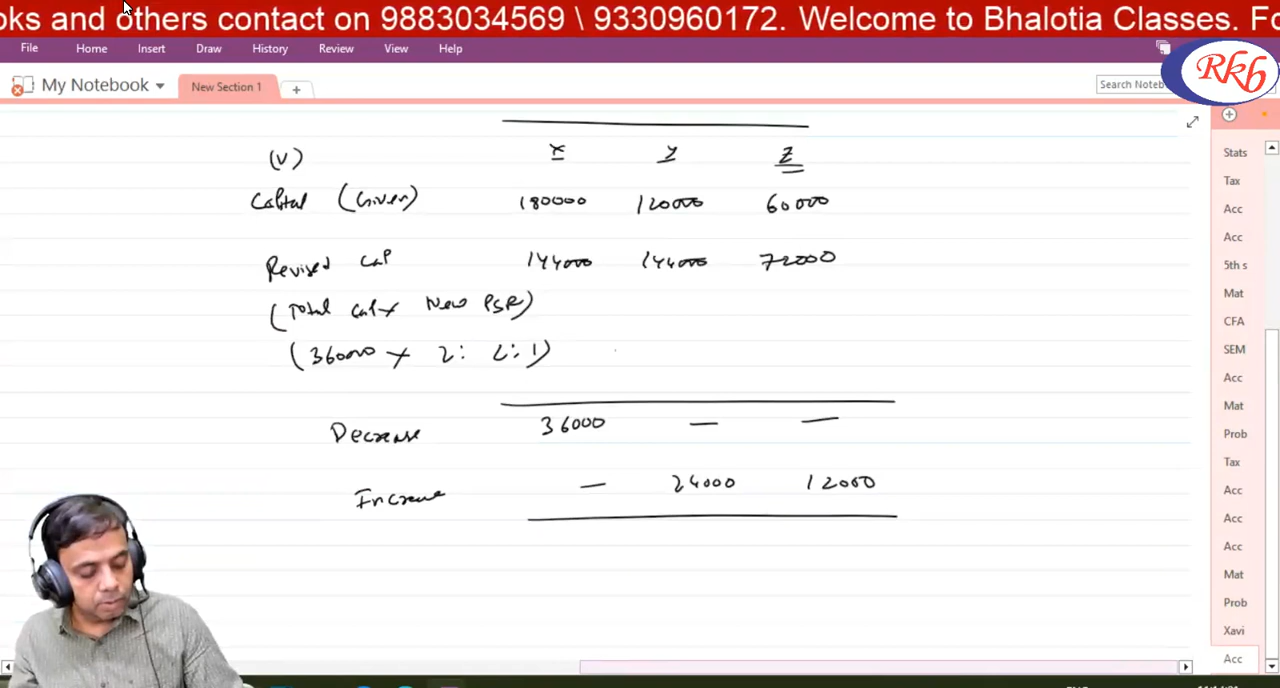 oks and others contact on 9883034569 \ 9330960172. Welcome to Bhalotia Classes. Fo
File Home Insert Draw History Review View Help
Rkb
My Notebook New Section 1 + Search Noteb
(V) X Y Z
Capital (Given) 180000 120000 60000
Revised Cap 144000 144000 72000
(Total Cap x New PSR)
(360000 x 2: 2: 1)
Decrease 36000 — —
Increase — 24000 12000
Stats
Tax
Acc
Acc
5th s
Mat
CFA
SEM
Acc
Mat
Prob
Tax
Acc
Acc
Acc
Mat
Prob
Xavi
Acc